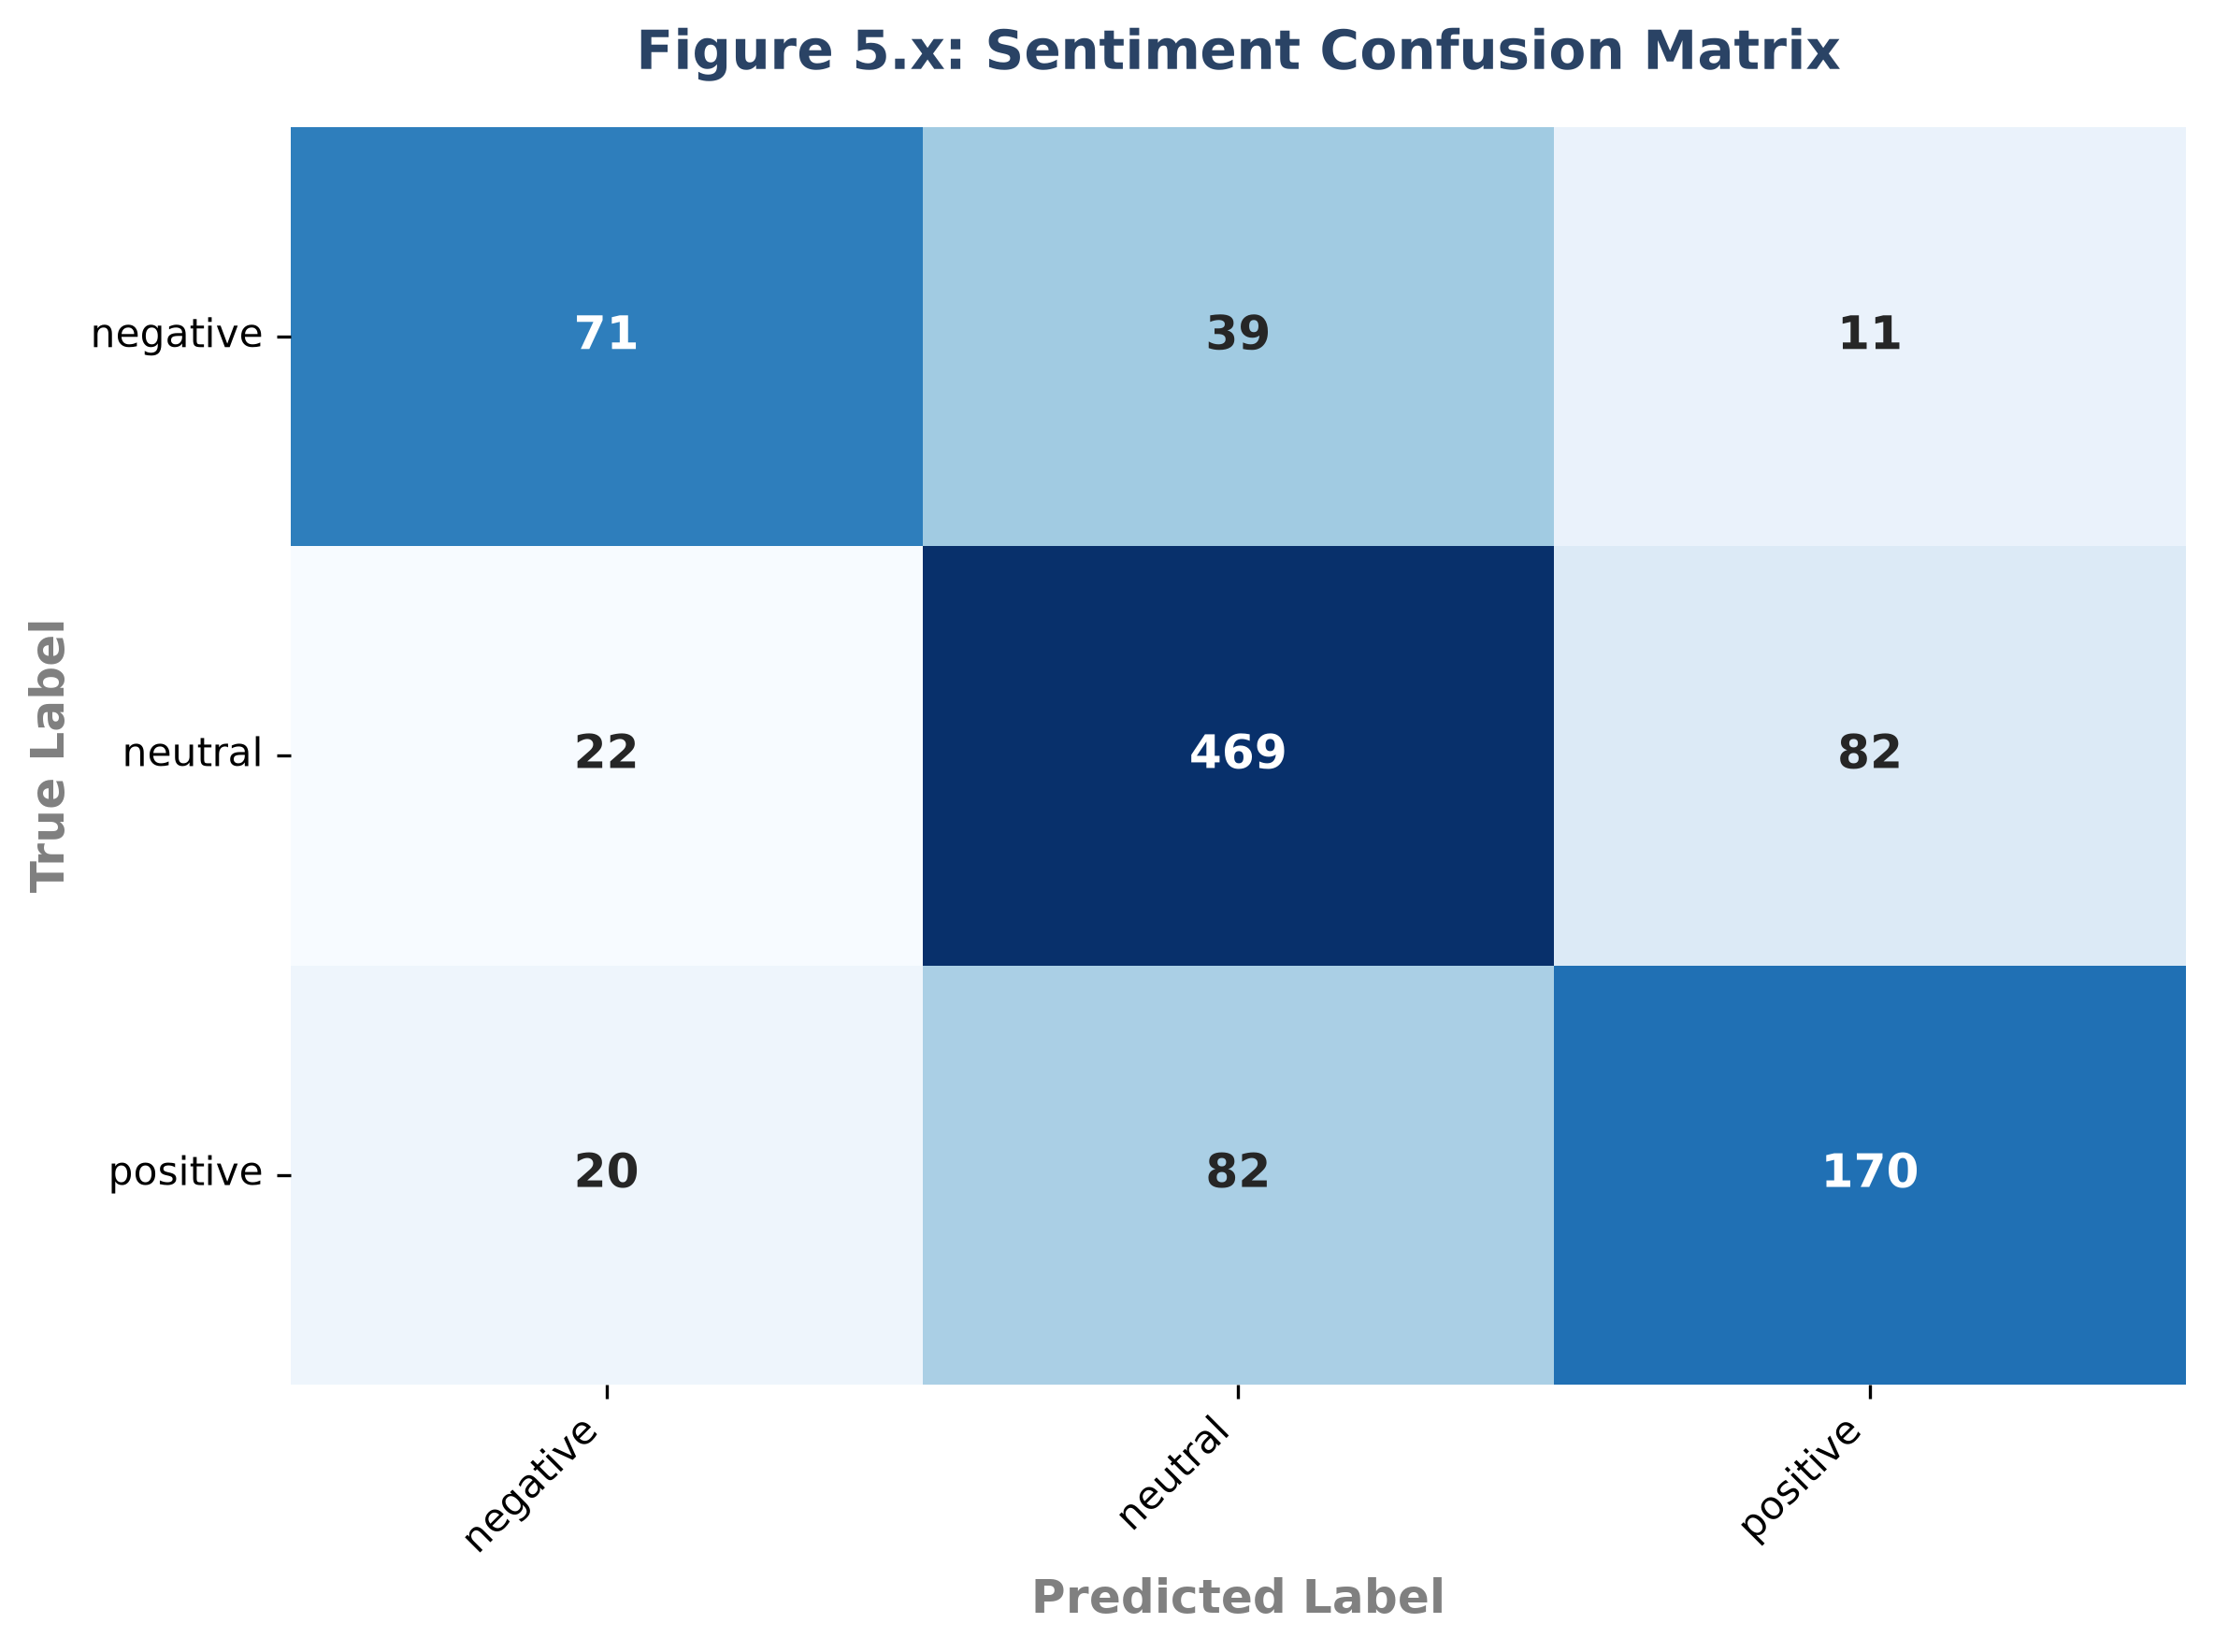 Figure 5.x: Sentiment Confusion Matrix
negative 71 39 11
neutral 22 469 82
positive 20 82 170
negative neutral positive
True Label
Predicted Label